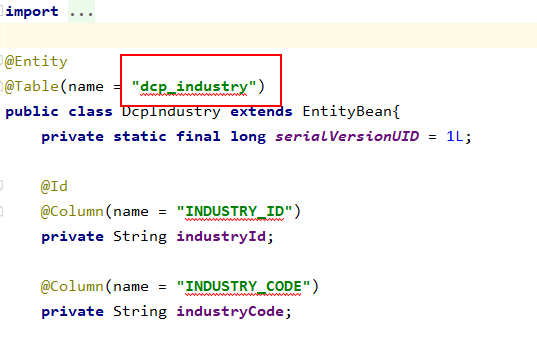 import ...
@Entity
@Table(name = "dcp_industry")
public class DcpIndustry extends EntityBean{
private static final long serialVersionUID = 1L;
@Id
@Column(name = "INDUSTRY_ID")
private String industryId;
@Column(name = "INDUSTRY_CODE")
private String industryCode;